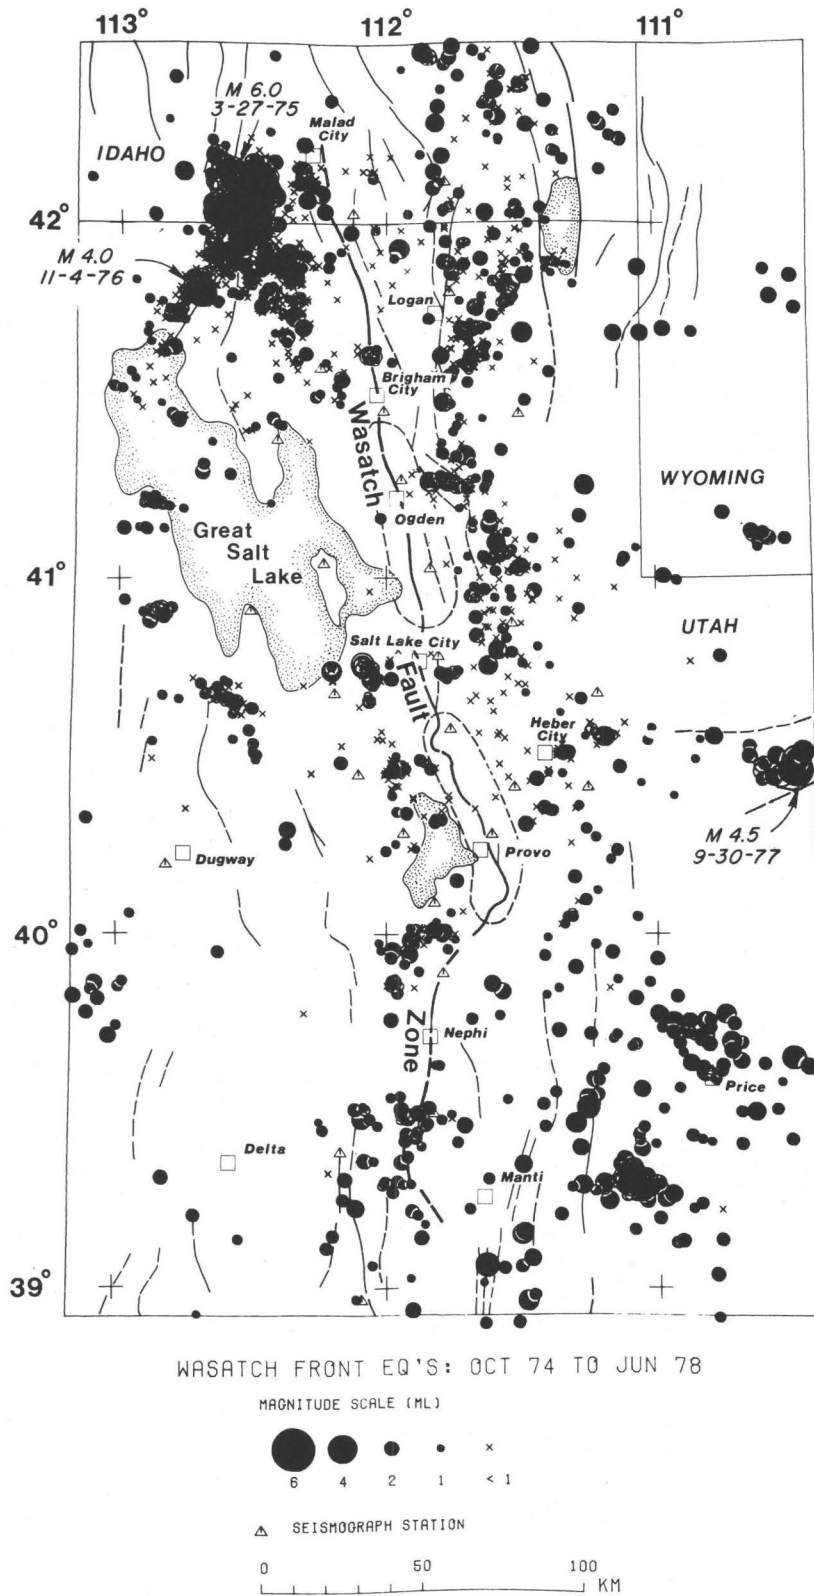 113°
112°
111°
M 6.0
3-27-75
Malad
City
IDAHO
42°
M 4.0
11-4-76
Logan
Brigham
City
Wasatch
WYOMING
Ogden
Great
Salt
Lake
41°
UTAH
Salt Lake City
Fault
Heber
City
M 4.5
9-30-77
Dugway
Provo
40°
Zone
Nephi
Price
Delta
Manti
39°
WASATCH FRONT EQ'S: OCT 74 TO JUN 78
MAGNITUDE SCALE (ML)
6 4 2 1 < 1
SEISMOGRAPH STATION
0 50 100
KM